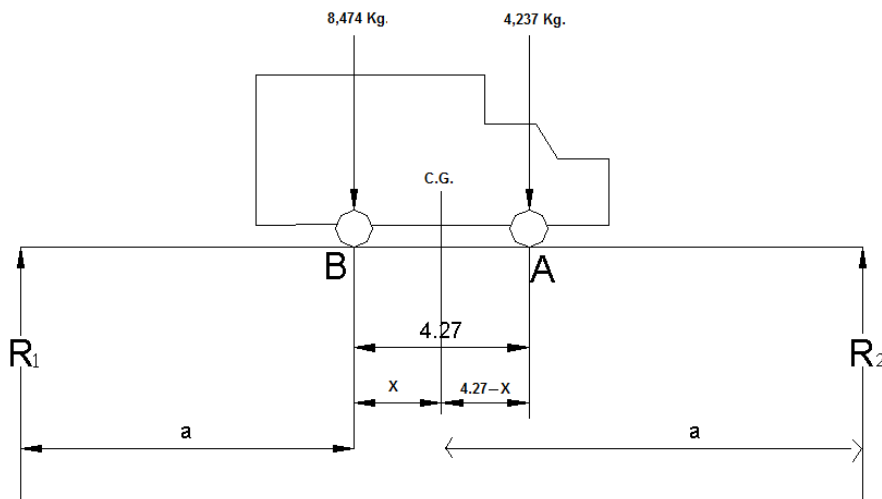 8,474 Kg.
4,237 Kg.
C.G.
B
A
4.27
R1
R2
X
4.27–X
a
a